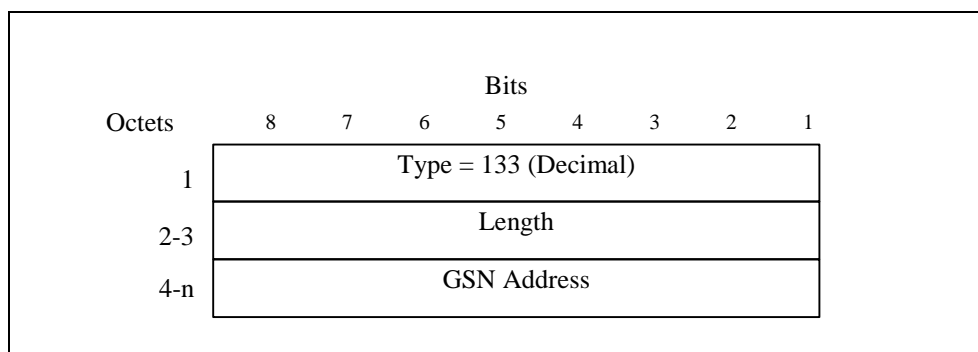 Bits
Octets 8 7 6 5 4 3 2 1
1 Type = 133 (Decimal)
2-3 Length
4-n GSN Address